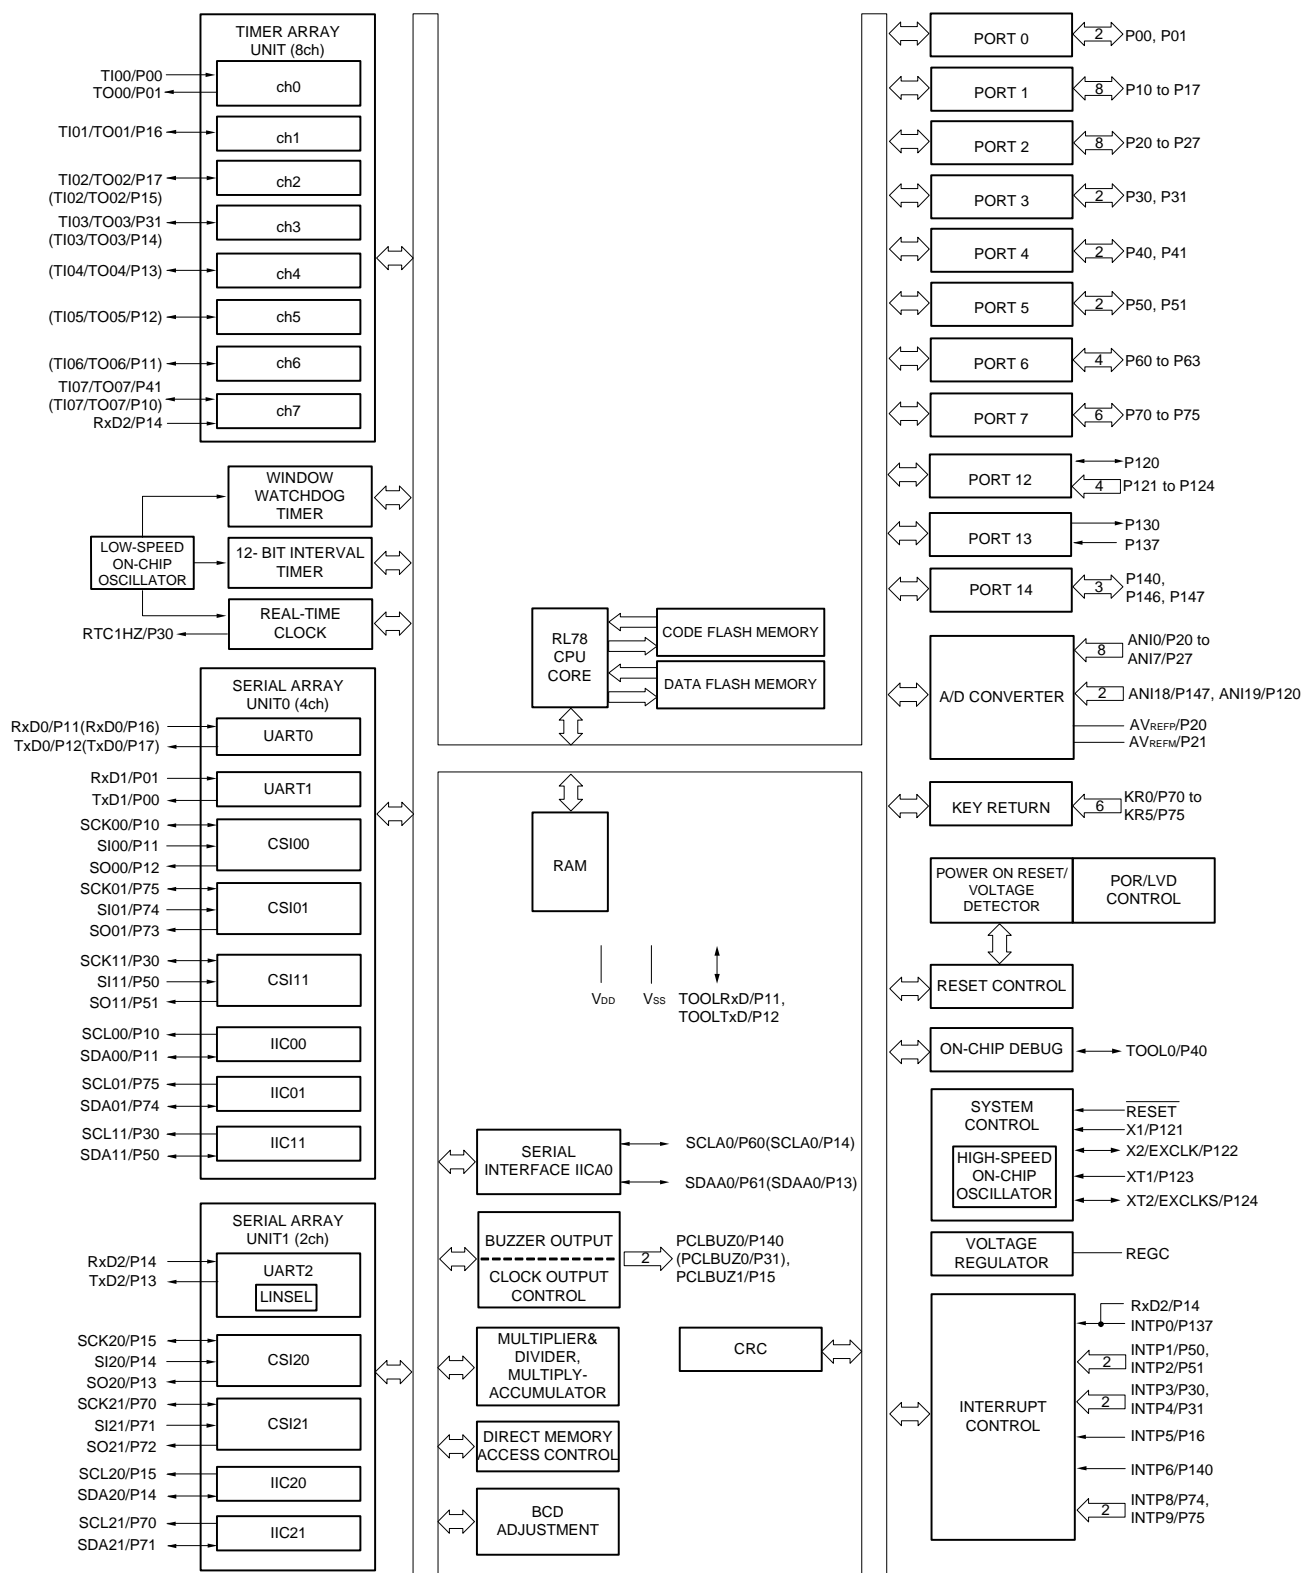 TIMER ARRAY
UNIT (8ch)
TI00/P00
TO00/P01
ch0
TI01/TO01/P16
ch1
TI02/TO02/P17
(TI02/TO02/P15)
ch2
TI03/TO03/P31
(TI03/TO03/P14)
ch3
(TI04/TO04/P13)
ch4
(TI05/TO05/P12)
ch5
(TI06/TO06/P11)
ch6
TI07/TO07/P41
(TI07/TO07/P10)
RxD2/P14
ch7
WINDOW
WATCHDOG
TIMER
LOW-SPEED
ON-CHIP
OSCILLATOR
12- BIT INTERVAL
TIMER
REAL-TIME
CLOCK
RTC1HZ/P30
SERIAL ARRAY
UNIT0 (4ch)
RxD0/P11(RxD0/P16)
TxD0/P12(TxD0/P17)
UART0
RxD1/P01
TxD1/P00
UART1
SCK00/P10
SI00/P11
SO00/P12
CSI00
SCK01/P75
SI01/P74
SO01/P73
CSI01
SCK11/P30
SI11/P50
SO11/P51
CSI11
SCL00/P10
SDA00/P11
IIC00
SCL01/P75
SDA01/P74
IIC01
SCL11/P30
SDA11/P50
IIC11
SERIAL ARRAY
UNIT1 (2ch)
RxD2/P14
TxD2/P13
UART2
LINSEL
SCK20/P15
SI20/P14
SO20/P13
CSI20
SCK21/P70
SI21/P71
SO21/P72
CSI21
SCL20/P15
SDA20/P14
IIC20
SCL21/P70
SDA21/P71
IIC21
RL78
CPU
CORE
CODE FLASH MEMORY
DATA FLASH MEMORY
RAM
VDD
VSS
TOOLRxD/P11,
TOOLTxD/P12
SERIAL
INTERFACE IICA0
SCLA0/P60(SCLA0/P14)
SDAA0/P61(SDAA0/P13)
BUZZER OUTPUT
CLOCK OUTPUT
CONTROL
2
PCLBUZ0/P140
(PCLBUZ0/P31),
PCLBUZ1/P15
MULTIPLIER&
DIVIDER,
MULTIPLY-
ACCUMULATOR
CRC
DIRECT MEMORY
ACCESS CONTROL
BCD
ADJUSTMENT
PORT 0
2
P00, P01
PORT 1
8
P10 to P17
PORT 2
8
P20 to P27
PORT 3
2
P30, P31
PORT 4
2
P40, P41
PORT 5
2
P50, P51
PORT 6
4
P60 to P63
PORT 7
6
P70 to P75
PORT 12
P120
4
P121 to P124
PORT 13
P130
P137
PORT 14
3
P140,
P146, P147
A/D CONVERTER
8
ANI0/P20 to
ANI7/P27
2
ANI18/P147, ANI19/P120
AVREFP/P20
AVREFM/P21
KEY RETURN
6
KR0/P70 to
KR5/P75
POWER ON RESET/
VOLTAGE
DETECTOR
POR/LVD
CONTROL
RESET CONTROL
ON-CHIP DEBUG
TOOL0/P40
SYSTEM
CONTROL
HIGH-SPEED
ON-CHIP
OSCILLATOR
RESET
X1/P121
X2/EXCLK/P122
XT1/P123
XT2/EXCLKS/P124
VOLTAGE
REGULATOR
REGC
INTERRUPT
CONTROL
RxD2/P14
INTP0/P137
2
INTP1/P50,
INTP2/P51
2
INTP3/P30,
INTP4/P31
INTP5/P16
INTP6/P140
2
INTP8/P74,
INTP9/P75